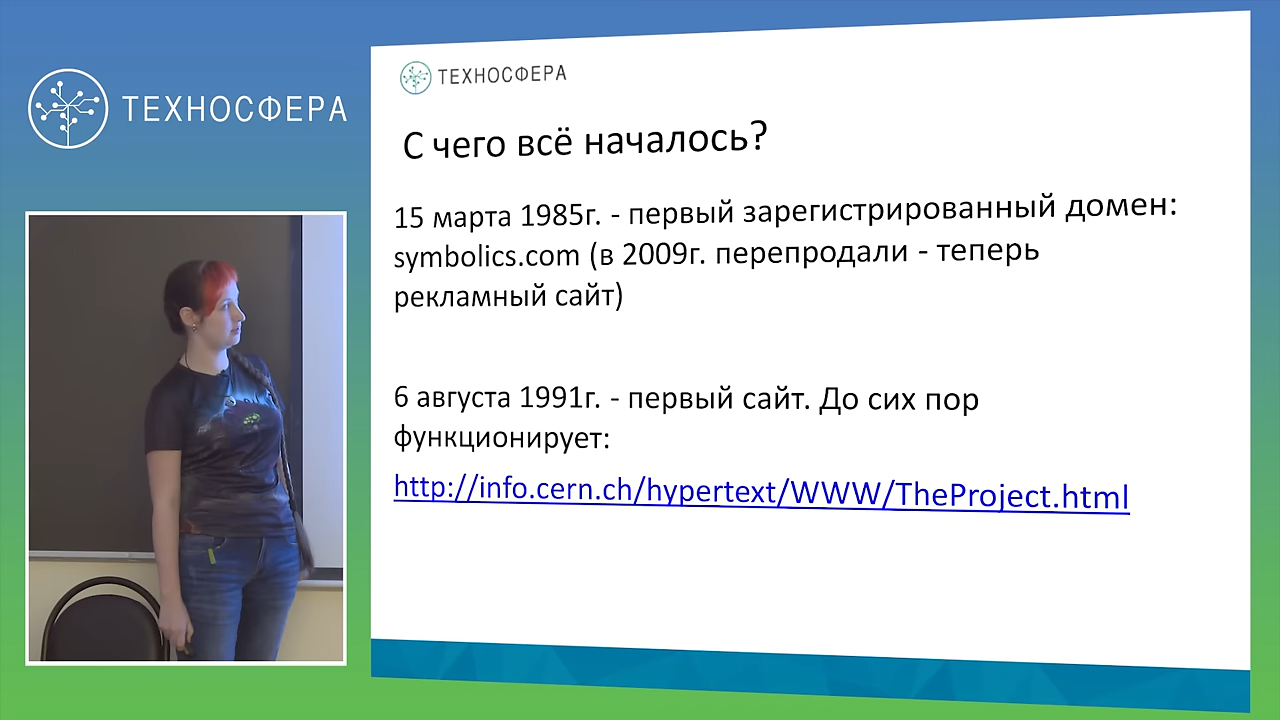 ТЕХНОСФЕРА
ТЕХНОСФЕРА
С чего всё началось?
15 марта 1985г. - первый зарегистрированный домен:
symbolics.com (в 2009г. перепродали - теперь
рекламный сайт)
6 августа 1991г. - первый сайт. До сих пор
функционирует:
http://info.cern.ch/hypertext/WWW/TheProject.html